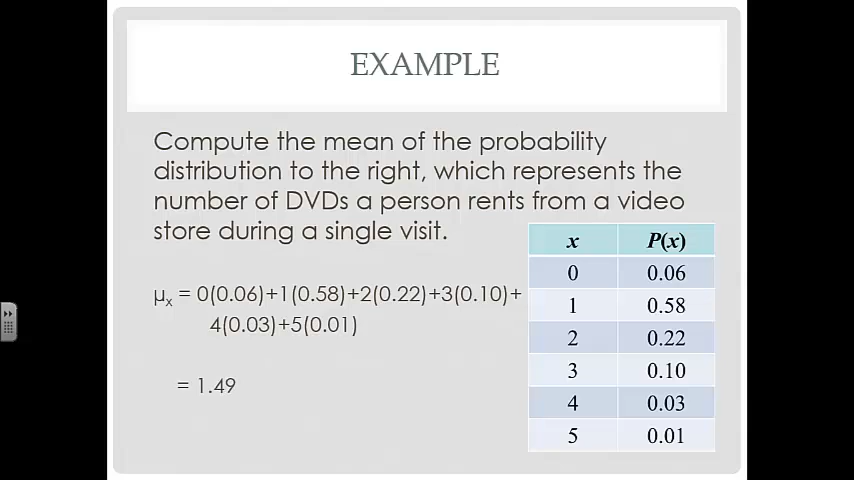 EXAMPLE
Compute the mean of the probability
distribution to the right, which represents the
number of DVDs a person rents from a video
store during a single visit.
μx = 0(0.06)+1(0.58)+2(0.22)+3(0.10)+
4(0.03)+5(0.01)
= 1.49
x P(x)
0 0.06
1 0.58
2 0.22
3 0.10
4 0.03
5 0.01